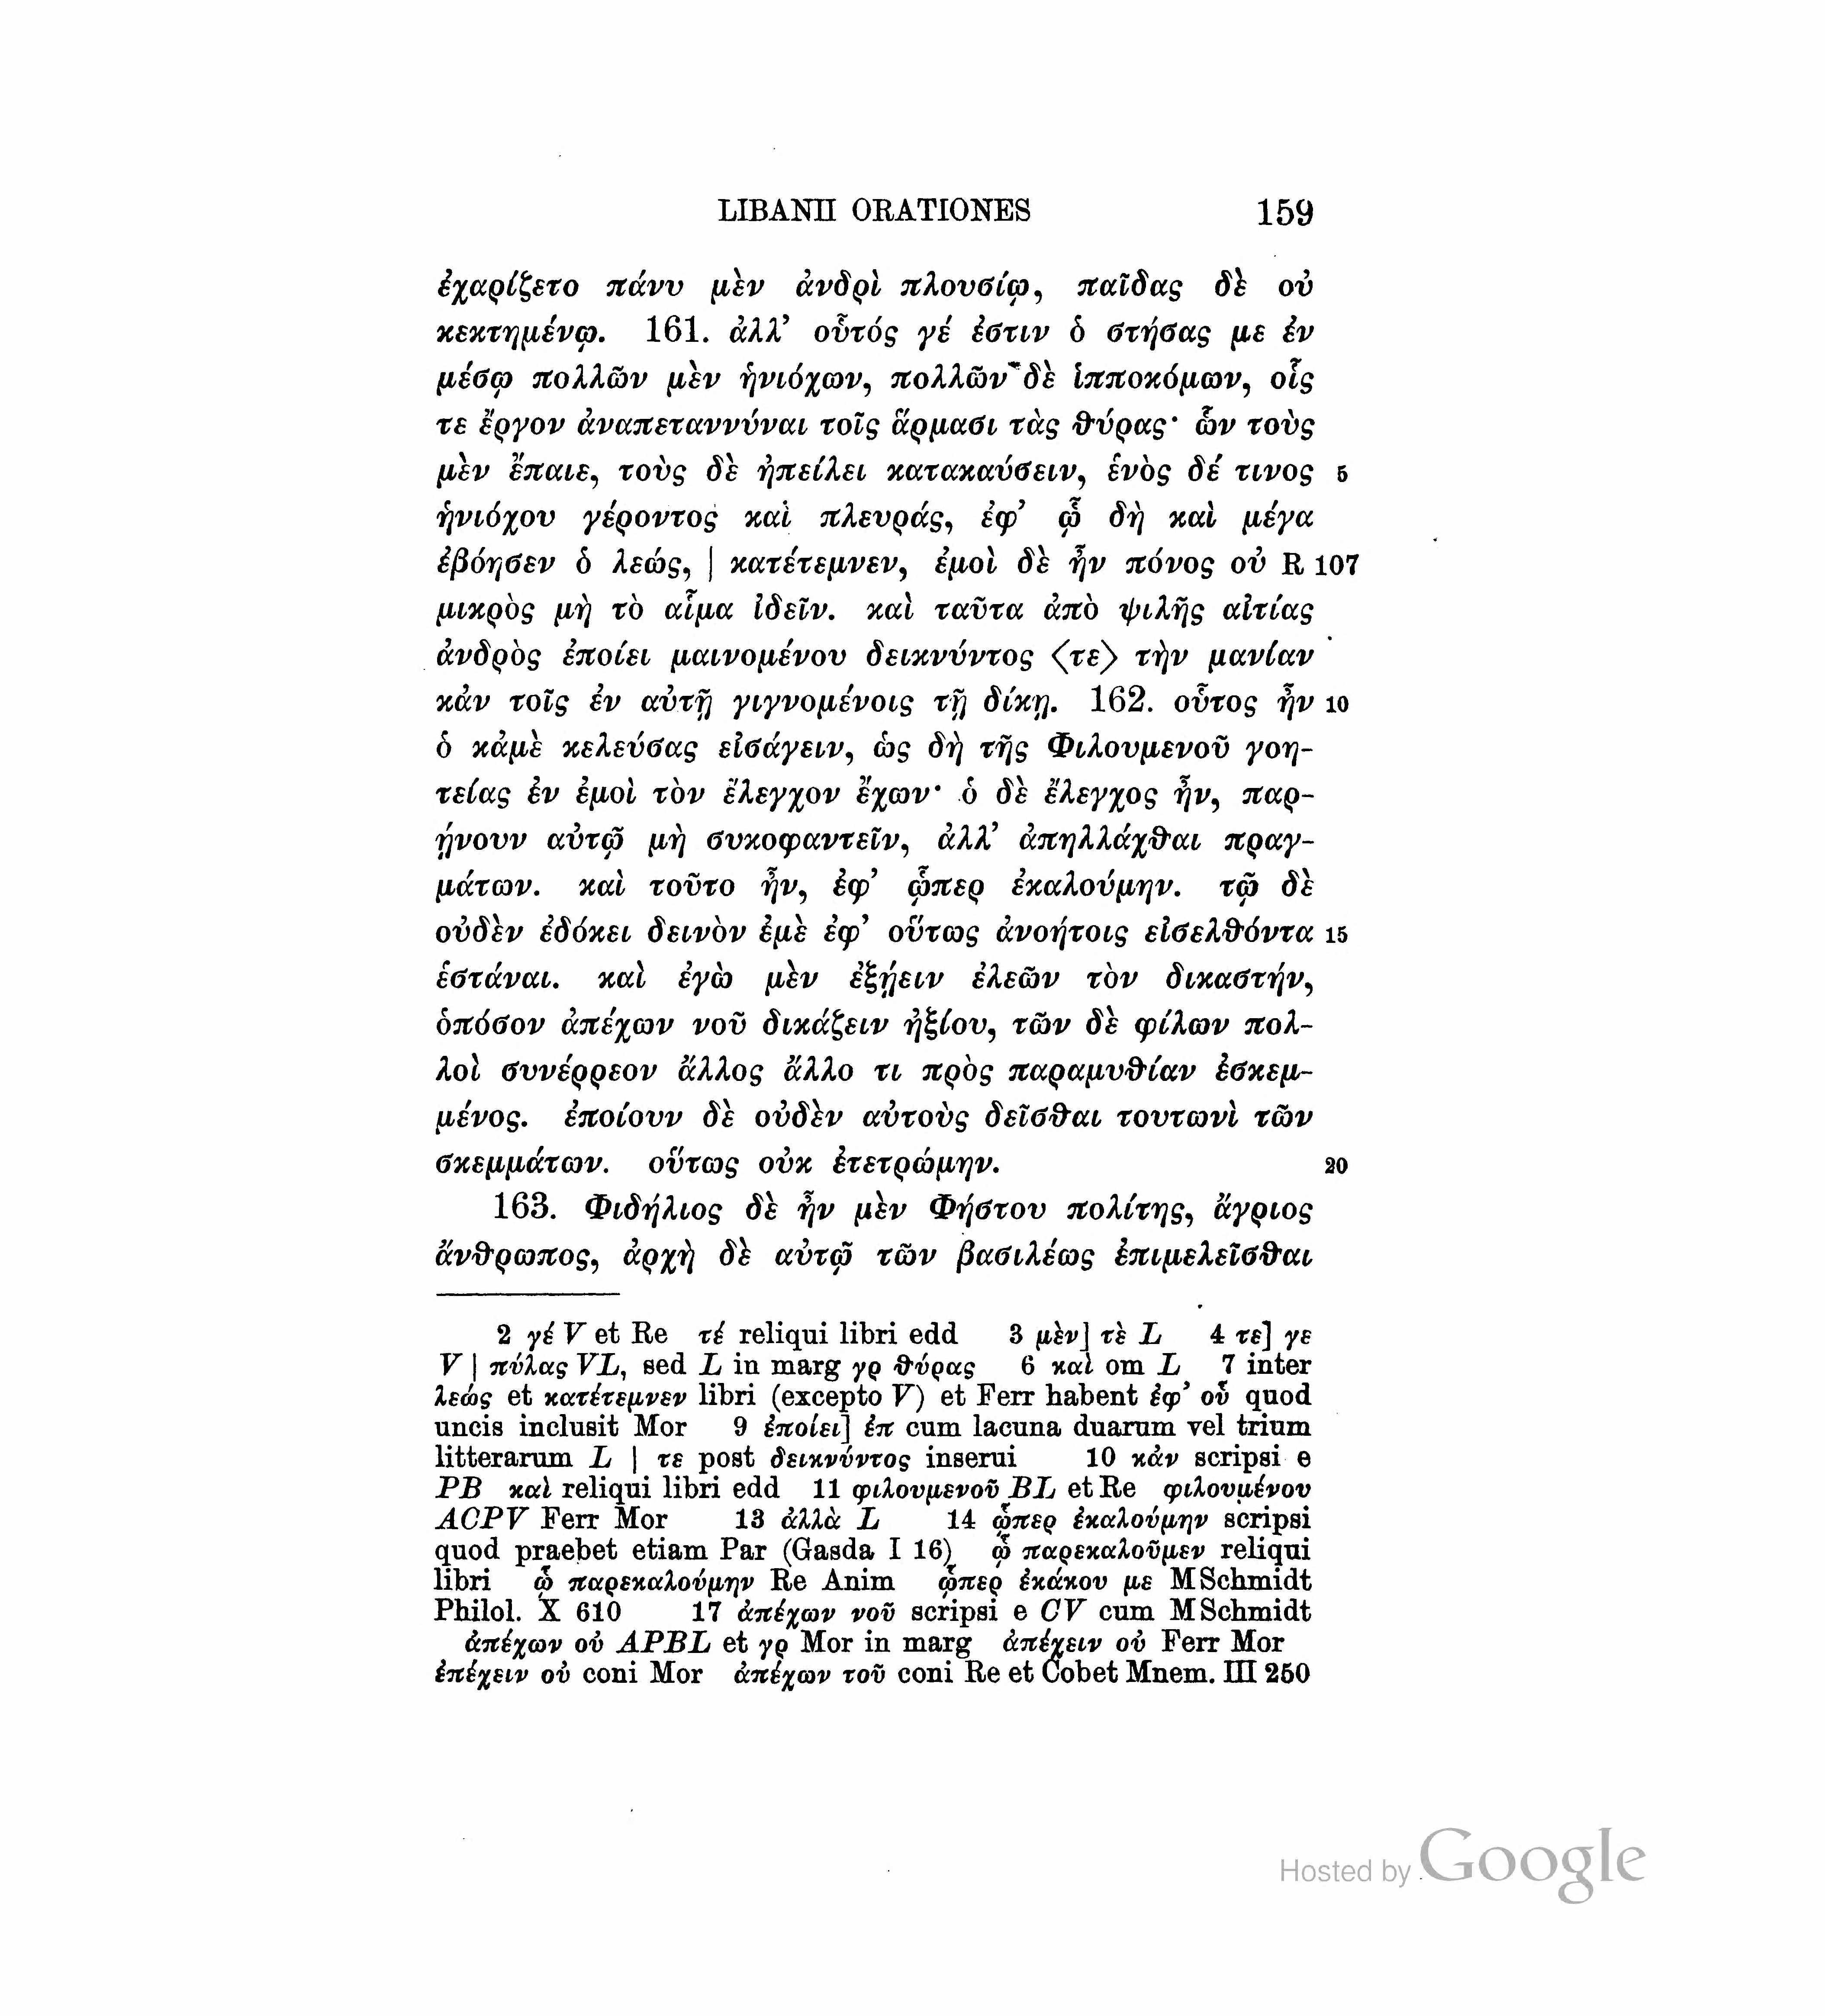 LIBANII ORATIONES 159
ἐχαρίζετο πάνυ μὲν ἀνδρὶ πλουσίῳ, παῖδας δὲ οὐ
κεκτημένῳ. 161. ἀλλ’ οὗτός γέ ἐστιν ὁ στήσας με ἐν
μέσῳ πολλῶν μὲν ἡνιόχων, πολλῶν δὲ ἱπποκόμων, οἷς
τε ἔργον ἀναπεταννύναι τοῖς ἅρμασι τὰς θύρας· ὧν τοὺς
μὲν ἔπαιε, τοὺς δὲ ἠπείλει κατακαύσειν, ἑνὸς δέ τινος 5
ἡνιόχου γέροντος καὶ πλευράς, ἐφ’ ᾧ δὴ καὶ μέγα
ἐβόησεν ὁ λεώς, | κατέτεμνεν, ἐμοὶ δὲ ἦν πόνος οὐ R 107
μικρὸς μὴ τὸ αἷμα ἰδεῖν. καὶ ταῦτα ἀπὸ ψιλῆς αἰτίας
ἀνδρὸς ἐποίει μαινομένου δεικνύντος ⟨τε⟩ τὴν μανίαν
κἀν τοῖς ἐν αὐτῇ γιγνομένοις τῇ δίκῃ. 162. οὗτος ἦν 10
ὁ κἀμὲ κελεύσας εἰσάγειν, ὡς δὴ τῆς Φιλουμενοῦ γοη-
τείας ἐν ἐμοὶ τὸν ἔλεγχον ἔχων· ὁ δὲ ἔλεγχος ἦν, παρ-
ῄνουν αὐτῷ μὴ συκοφαντεῖν, ἀλλ’ ἀπηλλάχθαι πραγ-
μάτων. καὶ τοῦτο ἦν, ἐφ’ ᾧπερ ἐκαλούμην. τῷ δὲ
οὐδὲν ἐδόκει δεινὸν ἐμὲ ἐφ’ οὕτως ἀνοήτοις εἰσελθόντα 15
ἑστάναι. καὶ ἐγὼ μὲν ἐξῄειν ἐλεῶν τὸν δικαστήν,
ὁπόσον ἀπέχων νοῦ δικάζειν ἠξίου, τῶν δὲ φίλων πολ-
λοὶ συνέρρεον ἄλλος ἄλλο τι πρὸς παραμυθίαν ἐσκεμ-
μένος. ἐποίουν δὲ οὐδὲν αὐτοὺς δεῖσθαι τουτωνὶ τῶν
σκεμμάτων. οὕτως οὐκ ἐτετρώμην. 20
163. Φιδήλιος δὲ ἦν μὲν Φήστου πολίτης, ἄγριος
ἄνθρωπος, ἀρχὴ δὲ αὐτῷ τῶν βασιλέως ἐπιμελεῖσθαι
2 γέ V et Re τέ reliqui libri edd 3 μὲν] τὲ L 4 τε] γε
V | πύλας VL, sed L in marg γρ θύρας 6 καὶ om L 7 inter
λεώς et κατέτεμνεν libri (excepto V) et Ferr habent ἐφ’ οὗ quod
uncis inclusit Mor 9 ἐποίει] ἐπ cum lacuna duarum vel trium
litterarum L | τε post δεικνύντος inserui 10 κἀν scripsi e
PB καὶ reliqui libri edd 11 φιλουμενοῦ BL et Re φιλουμένου
ACPV Ferr Mor 13 ἀλλὰ L 14 ᾧπερ ἐκαλούμην scripsi
quod praebet etiam Par (Gasda I 16) ᾧ παρεκαλοῦμεν reliqui
libri ᾧ παρεκαλούμην Re Anim ᾧπερ ἐκάκου με MSchmidt
Philol. X 610 17 ἀπέχων νοῦ scripsi e CV cum MSchmidt
ἀπέχων οὐ APBL et γρ Mor in marg ἀπέχειν οὐ Ferr Mor
ἐπέχειν οὐ coni Mor ἀπέχων τοῦ coni Re et Cobet Mnem. III 250
Hosted by Google